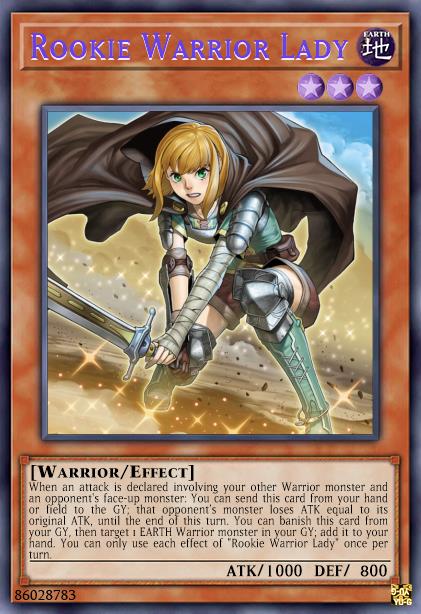 Rookie Warrior Lady
EARTH
地
[Warrior/Effect]
When an attack is declared involving your other Warrior monster and
an opponent's face-up monster: You can send this card from your hand
or field to the GY; that opponent's monster loses ATK equal to its
original ATK, until the end of this turn. You can banish this card from
your GY, then target 1 EARTH Warrior monster in your GY; add it to your
hand. You can only use each effect of "Rookie Warrior Lady" once per
turn.
ATK/1000 DEF/ 800
86028783